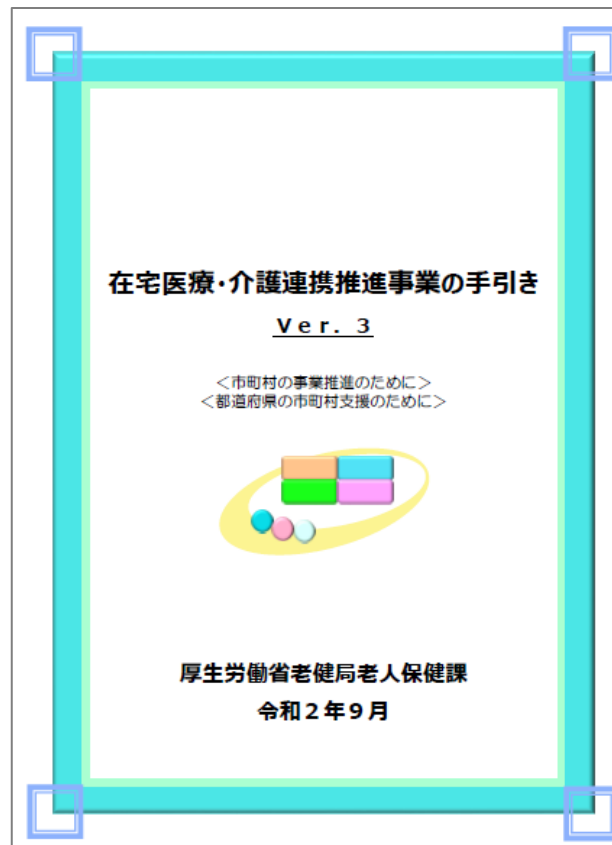 在宅医療・介護連携推進事業の手引き
Ver. 3
＜市町村の事業推進のために＞
＜都道府県の市町村支援のために＞
厚生労働省老健局老人保健課
令和２年９月